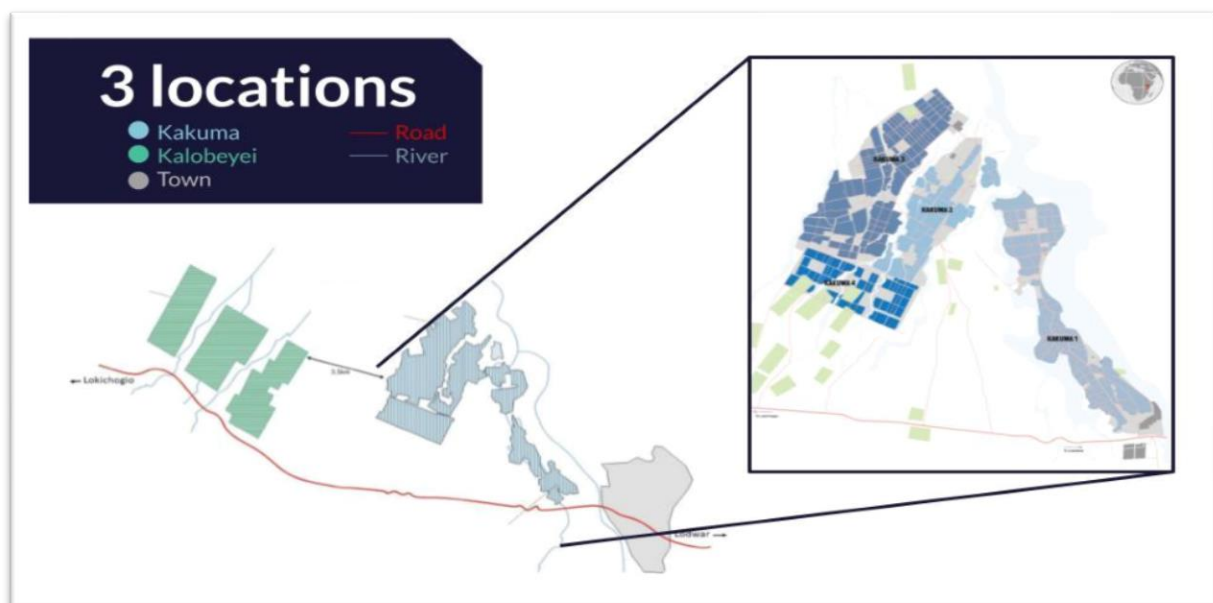 3 locations
Kakuma
Road
Kalobeyei
River
Town
KAKUMA 3
KAKUMA 2
KAKUMA 4
KAKUMA 1
Lokichogio
Lodwar